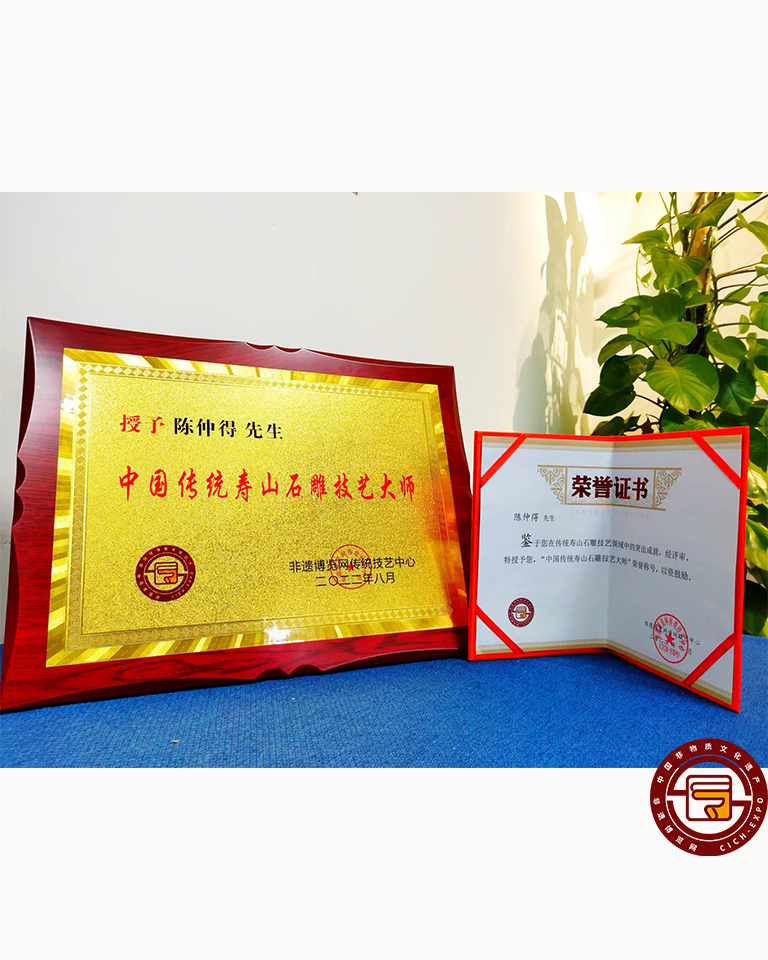 授予 陈仲得 先生
中国传统寿山石雕技艺大师
非遗博览网传统技艺中心
二〇二二年八月
荣誉证书
陈仲得 先生
鉴于您在传统寿山石雕技艺领域中的突出成就，经评审，
特授予您，“中国传统寿山石雕技艺大师”荣誉称号，以资鼓励。
中国非物质文化遗产
非遗博览网 CICH-EXPO